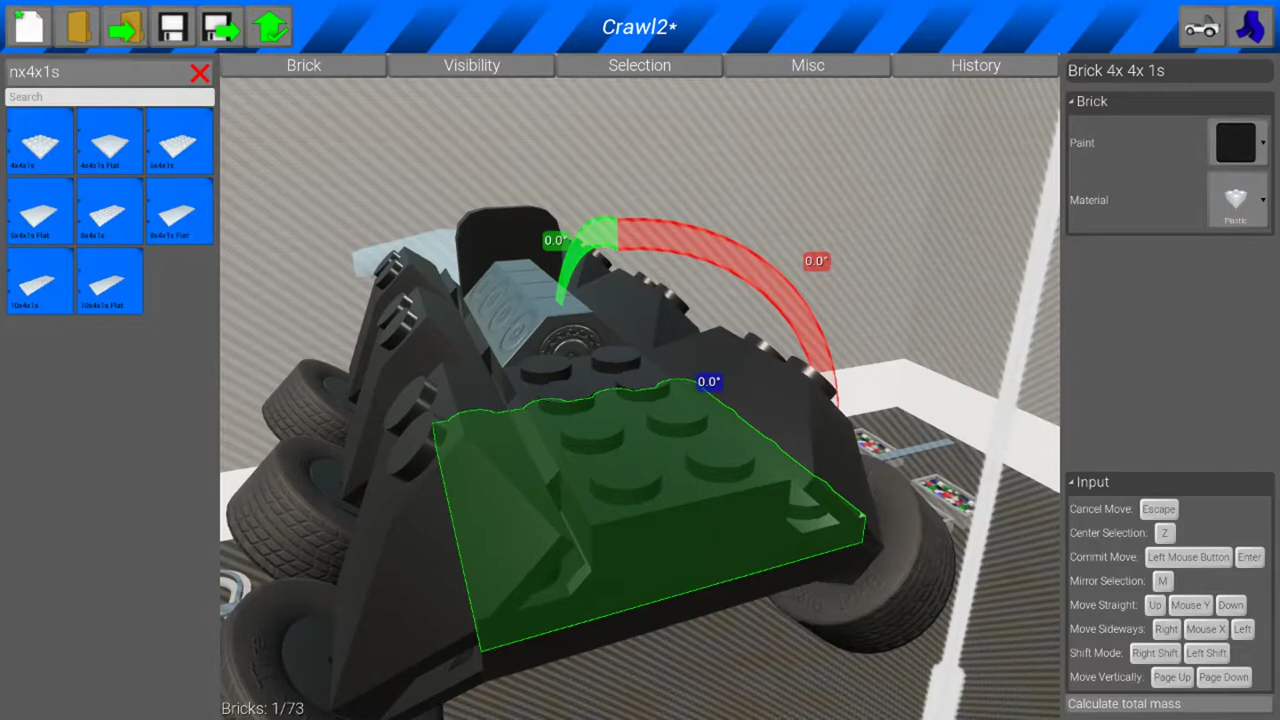 Crawl2*
nx4x1s
Search
4x4x1s
4x4x1s Flat
6x4x1s
6x4x1s Flat
8x4x1s
8x4x1s Flat
10x4x1s
10x4x1s Flat
Brick
Visibility
Selection
Misc
History
0.0°
0.0°
0.0°
Bricks: 1/73
Brick 4x 4x 1s
Brick
Paint
Material
Plastic
Input
Cancel Move: Escape
Center Selection: Z
Commit Move: Left Mouse Button Enter
Mirror Selection: M
Move Straight: Up Mouse Y Down
Move Sideways: Right Mouse X Left
Shift Mode: Right Shift Left Shift
Move Vertically: Page Up Page Down
Calculate total mass